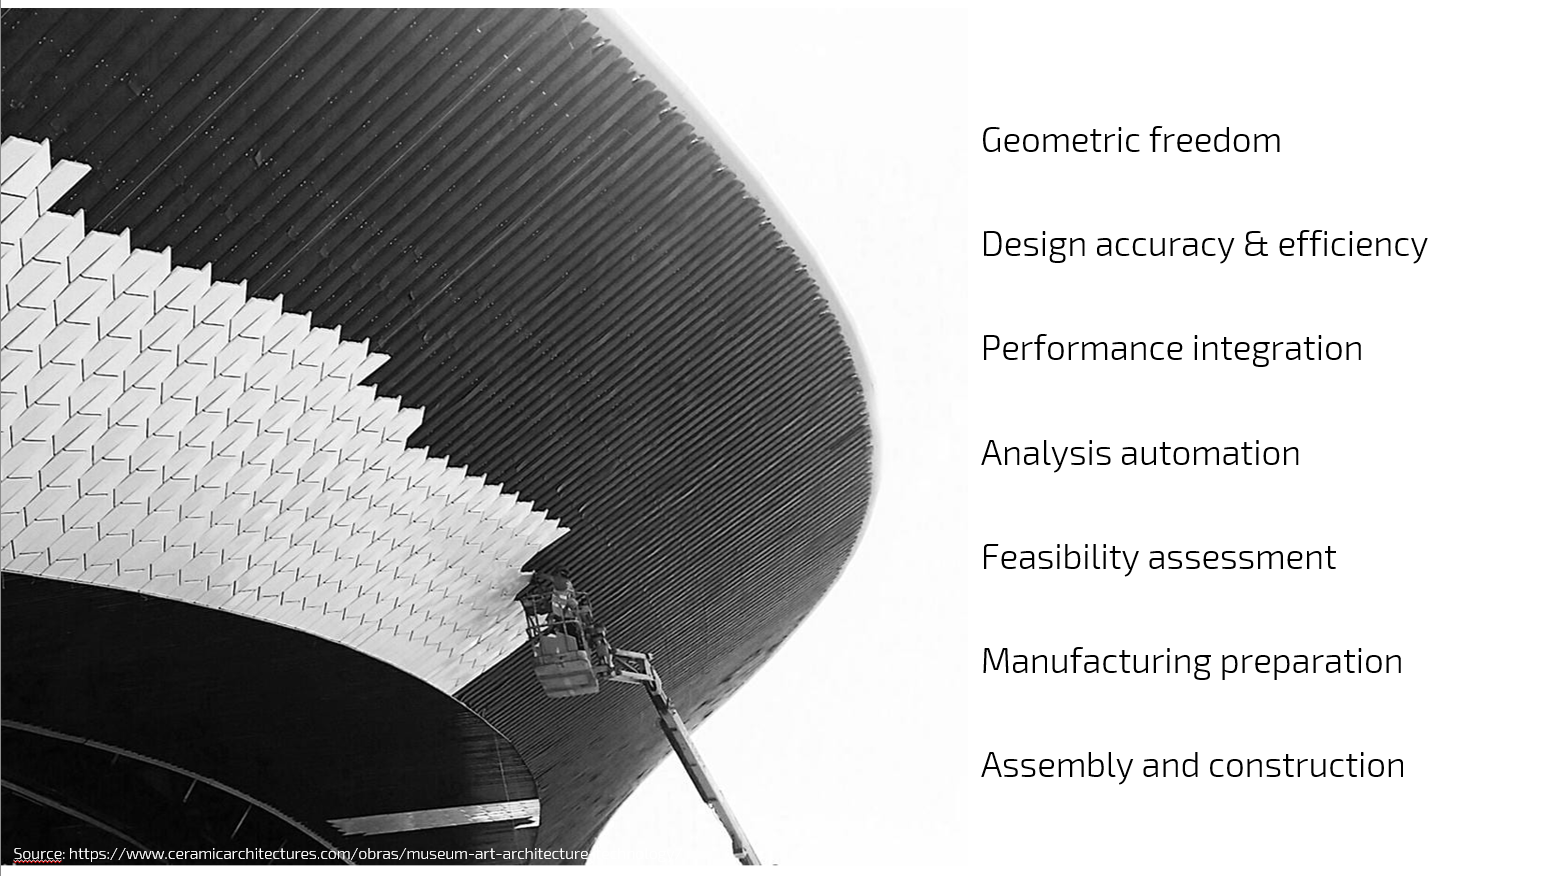 Geometric freedom
Design accuracy & efficiency
Performance integration
Analysis automation
Feasibility assessment
Manufacturing preparation
Assembly and construction
Source: https://www.ceramicarchitectures.com/obras/museum-art-architecture